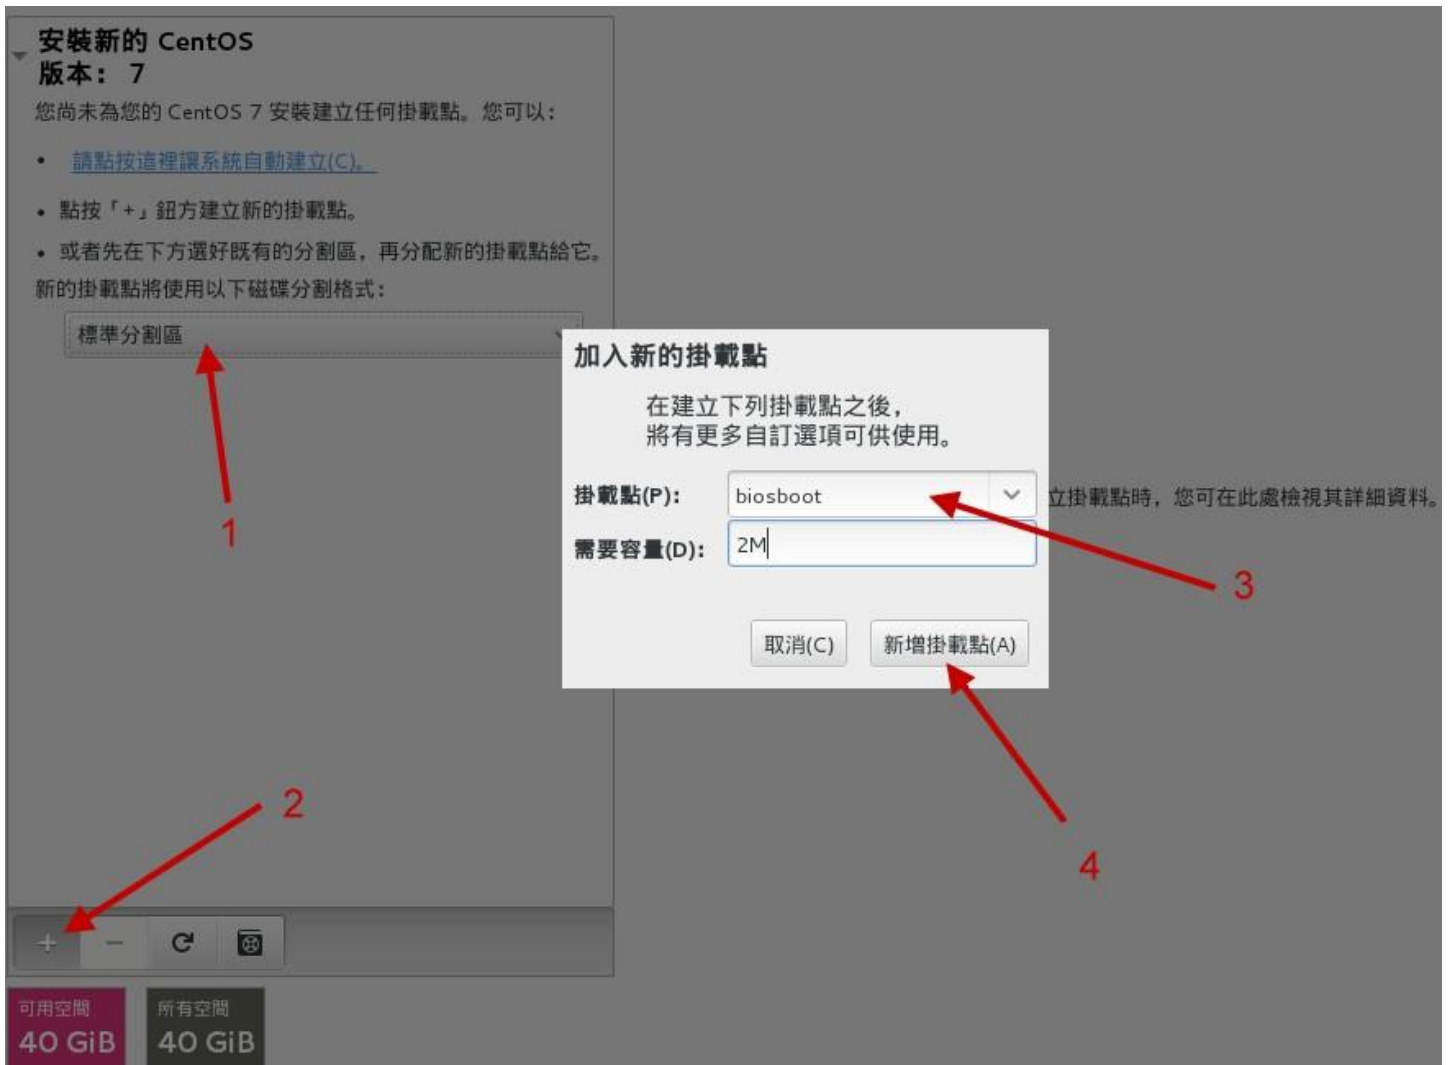 安裝新的 CentOS
版本： 7
您尚未為您的 CentOS 7 安裝建立任何掛載點。您可以：
• 請點按這裡讓系統自動建立(C)。
• 點按「+」鈕方建立新的掛載點。
• 或者先在下方選好既有的分割區，再分配新的掛載點給它。
新的掛載點將使用以下磁碟分割格式：
標準分割區
1
加入新的掛載點
在建立下列掛載點之後，
將有更多自訂選項可供使用。
掛載點(P)： biosboot
立掛載點時，您可在此處檢視其詳細資料。
需要容量(D)： 2M
3
取消(C) 新增掛載點(A)
2
4
+ −
可用空間
40 GiB
所有空間
40 GiB